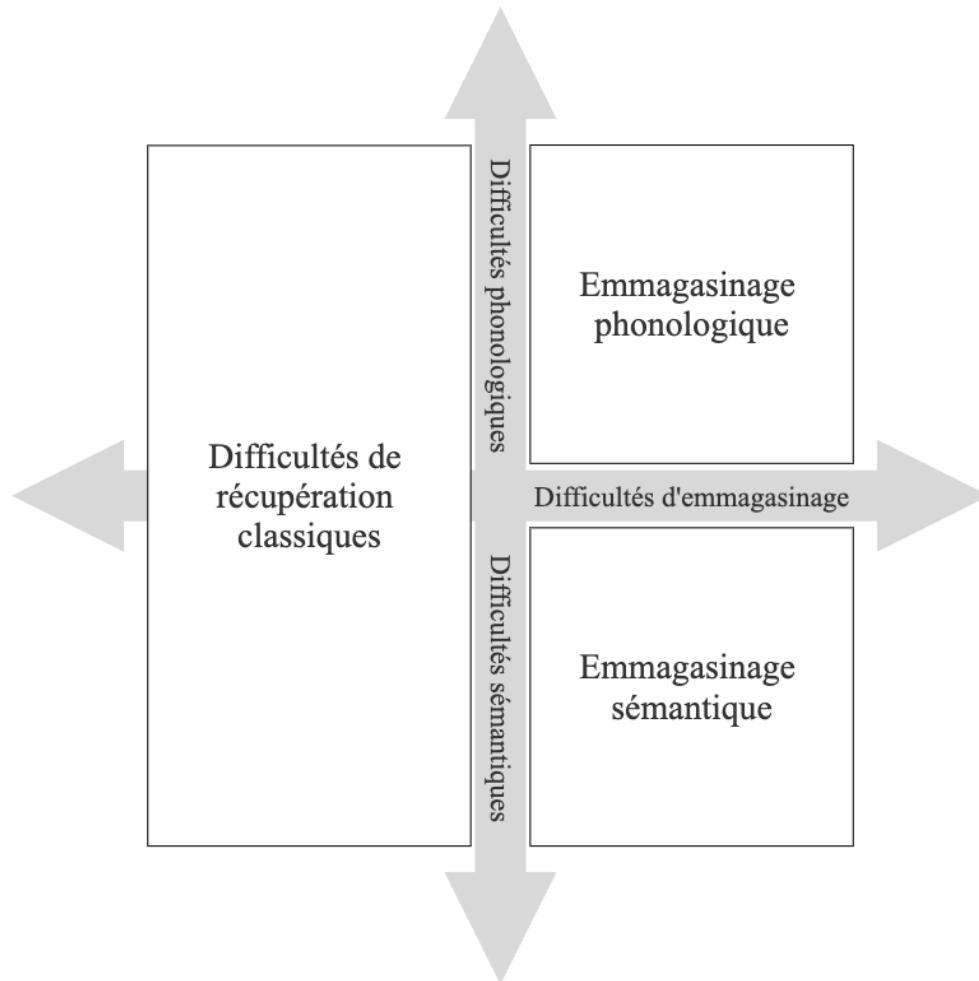 Difficultés phonologiques
Emmagasinage
phonologique
Difficultés de
récupération
classiques
Difficultés d'emmagasinage
Difficultés sémantiques
Emmagasinage
sémantique